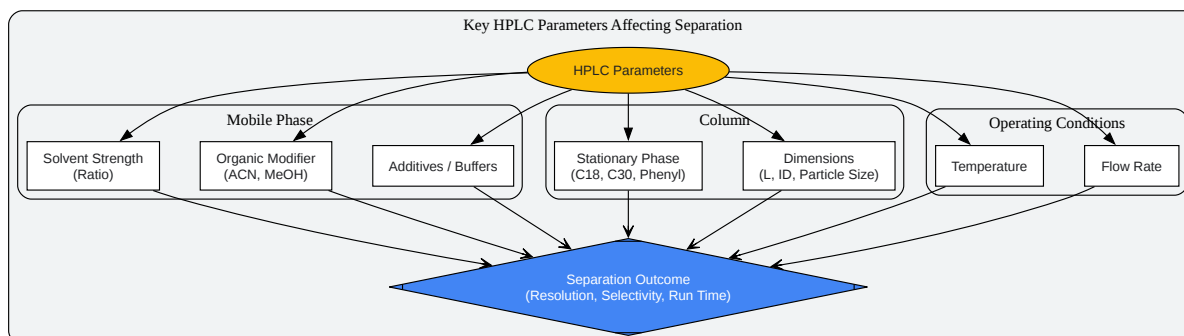 Key HPLC Parameters Affecting Separation
HPLC Parameters
Mobile Phase
Column
Operating Conditions
Solvent Strength
(Ratio)
Organic Modifier
(ACN, MeOH)
Additives / Buffers
Stationary Phase
(C18, C30, Phenyl)
Dimensions
(L, ID, Particle Size)
Temperature
Flow Rate
Separation Outcome
(Resolution, Selectivity, Run Time)